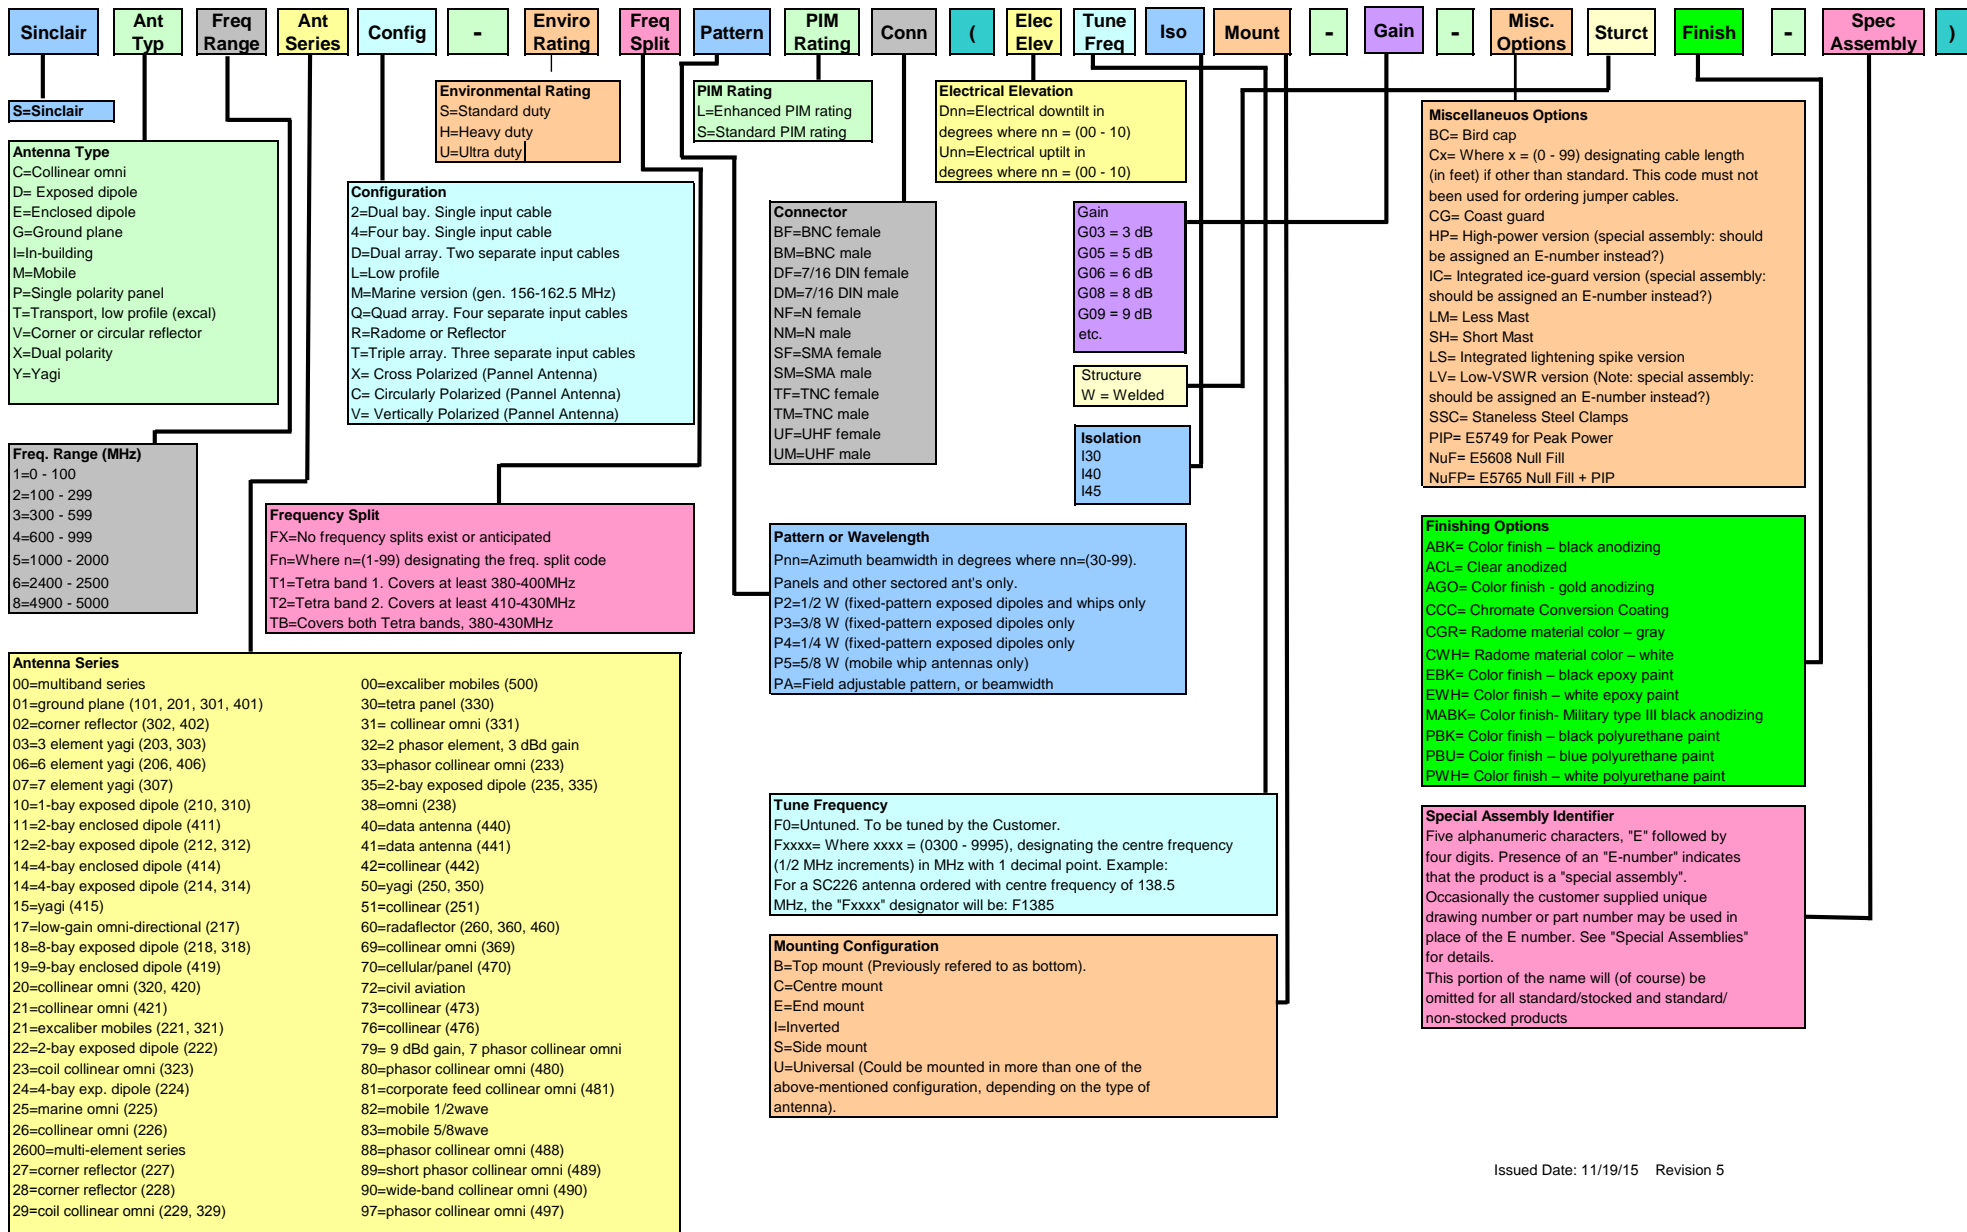 Sinclair
Ant Typ
Freq Range
Ant Series
Config
-
Enviro Rating
Freq Split
Pattern
PIM Rating
Conn
(
Elec Elev
Tune Freq
Iso
Mount
-
Gain
-
Misc. Options
Sturct
Finish
-
Spec Assembly
)
S=Sinclair
Antenna Type
C=Collinear omni
D= Exposed dipole
E=Enclosed dipole
G=Ground plane
I=In-building
M=Mobile
P=Single polarity panel
T=Transport, low profile (excal)
V=Corner or circular reflector
X=Dual polarity
Y=Yagi
Freq. Range (MHz)
1=0 - 100
2=100 - 299
3=300 - 599
4=600 - 999
5=1000 - 2000
6=2400 - 2500
8=4900 - 5000
Environmental Rating
S=Standard duty
H=Heavy duty
U=Ultra duty
Configuration
2=Dual bay. Single input cable
4=Four bay. Single input cable
D=Dual array. Two separate input cables
L=Low profile
M=Marine version (gen. 156-162.5 MHz)
Q=Quad array. Four separate input cables
R=Radome or Reflector
T=Triple array. Three separate input cables
X= Cross Polarized (Pannel Antenna)
C= Circularly Polarized (Pannel Antenna)
V= Vertically Polarized (Pannel Antenna)
Frequency Split
FX=No frequency splits exist or anticipated
Fn=Where n=(1-99) designating the freq. split code
T1=Tetra band 1. Covers at least 380-400MHz
T2=Tetra band 2. Covers at least 410-430MHz
TB=Covers both Tetra bands, 380-430MHz
Antenna Series
00=multiband series
01=ground plane (101, 201, 301, 401)
02=corner reflector (302, 402)
03=3 element yagi (203, 303)
06=6 element yagi (206, 406)
07=7 element yagi (307)
10=1-bay exposed dipole (210, 310)
11=2-bay enclosed dipole (411)
12=2-bay exposed dipole (212, 312)
14=4-bay enclosed dipole (414)
14=4-bay exposed dipole (214, 314)
15=yagi (415)
17=low-gain omni-directional (217)
18=8-bay exposed dipole (218, 318)
19=9-bay enclosed dipole (419)
20=collinear omni (320, 420)
21=collinear omni (421)
21=excaliber mobiles (221, 321)
22=2-bay exposed dipole (222)
23=coil collinear omni (323)
24=4-bay exp. dipole (224)
25=marine omni (225)
26=collinear omni (226)
2600=multi-element series
27=corner reflector (227)
28=corner reflector (228)
29=coil collinear omni (229, 329)
00=excaliber mobiles (500)
30=tetra panel (330)
31= collinear omni (331)
32=2 phasor element, 3 dBd gain
33=phasor collinear omni (233)
35=2-bay exposed dipole (235, 335)
38=omni (238)
40=data antenna (440)
41=data antenna (441)
42=collinear (442)
50=yagi (250, 350)
51=collinear (251)
60=radaflector (260, 360, 460)
69=collinear omni (369)
70=cellular/panel (470)
72=civil aviation
73=collinear (473)
76=collinear (476)
79= 9 dBd gain, 7 phasor collinear omni
80=phasor collinear omni (480)
81=corporate feed collinear omni (481)
82=mobile 1/2wave
83=mobile 5/8wave
88=phasor collinear omni (488)
89=short phasor collinear omni (489)
90=wide-band collinear omni (490)
97=phasor collinear omni (497)
PIM Rating
L=Enhanced PIM rating
S=Standard PIM rating
Connector
BF=BNC female
BM=BNC male
DF=7/16 DIN female
DM=7/16 DIN male
NF=N female
NM=N male
SF=SMA female
SM=SMA male
TF=TNC female
TM=TNC male
UF=UHF female
UM=UHF male
Electrical Elevation
Dnn=Electrical downtilt in
degrees where nn = (00 - 10)
Unn=Electrical uptilt in
degrees where nn = (00 - 10)
Gain
G03 = 3 dB
G05 = 5 dB
G06 = 6 dB
G08 = 8 dB
G09 = 9 dB
etc.
Structure
W = Welded
Isolation
I30
I40
I45
Pattern or Wavelength
Pnn=Azimuth beamwidth in degrees where nn=(30-99).
Panels and other sectored ant's only.
P2=1/2 W (fixed-pattern exposed dipoles and whips only
P3=3/8 W (fixed-pattern exposed dipoles only
P4=1/4 W (fixed-pattern exposed dipoles only
P5=5/8 W (mobile whip antennas only)
PA=Field adjustable pattern, or beamwidth
Tune Frequency
F0=Untuned. To be tuned by the Customer.
Fxxxx= Where xxxx = (0300 - 9995), designating the centre frequency
(1/2 MHz increments) in MHz with 1 decimal point. Example:
For a SC226 antenna ordered with centre frequency of 138.5
MHz, the "Fxxxx" designator will be: F1385
Mounting Configuration
B=Top mount (Previously refered to as bottom).
C=Centre mount
E=End mount
I=Inverted
S=Side mount
U=Universal (Could be mounted in more than one of the
above-mentioned configuration, depending on the type of
antenna).
Miscellaneuos Options
BC= Bird cap
Cx= Where x = (0 - 99) designating cable length
(in feet) if other than standard. This code must not
been used for ordering jumper cables.
CG= Coast guard
HP= High-power version (special assembly: should
be assigned an E-number instead?)
IC= Integrated ice-guard version (special assembly:
should be assigned an E-number instead?)
LM= Less Mast
SH= Short Mast
LS= Integrated lightening spike version
LV= Low-VSWR version (Note: special assembly:
should be assigned an E-number instead?)
SSC= Staneless Steel Clamps
PIP= E5749 for Peak Power
NuF= E5608 Null Fill
NuFP= E5765 Null Fill + PIP
Finishing Options
ABK= Color finish – black anodizing
ACL= Clear anodized
AGO= Color finish - gold anodizing
CCC= Chromate Conversion Coating
CGR= Radome material color – gray
CWH= Radome material color – white
EBK= Color finish – black epoxy paint
EWH= Color finish – white epoxy paint
MABK= Color finish- Military type III black anodizing
PBK= Color finish – black polyurethane paint
PBU= Color finish – blue polyurethane paint
PWH= Color finish – white polyurethane paint
Special Assembly Identifier
Five alphanumeric characters, "E" followed by
four digits. Presence of an "E-number" indicates
that the product is a "special assembly".
Occasionally the customer supplied unique
drawing number or part number may be used in
place of the E number. See "Special Assemblies"
for details.
This portion of the name will (of course) be
omitted for all standard/stocked and standard/
non-stocked products
Issued Date: 11/19/15 Revision 5